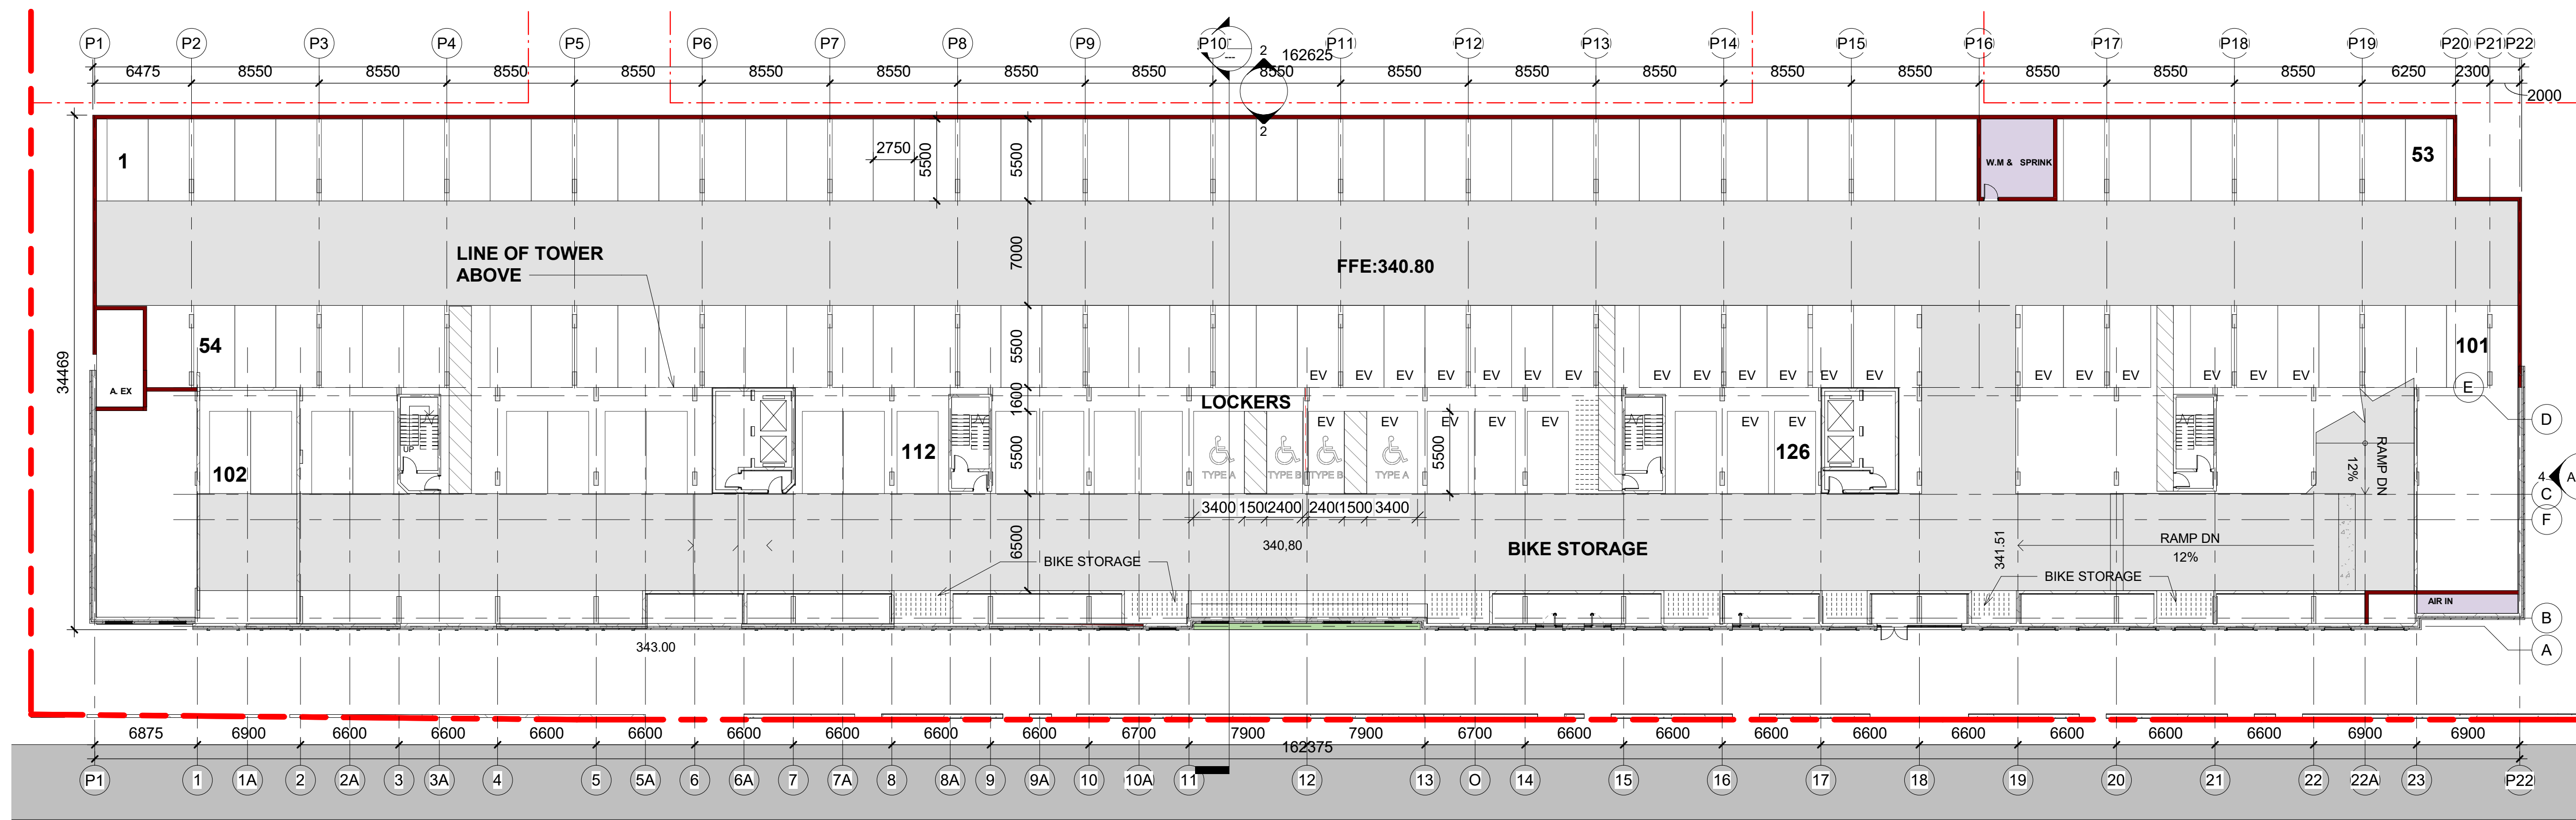 P1 P2 P3 P4 P5 P6 P7 P8 P9 P10 P11 P12 P13 P14 P15 P16 P17 P18 P19 P20 P21 P22
2
---
162625
6475 8550 8550 8550 8550 8550 8550 8550 8550 8550 8550 8550 8550 8550 8550 8550 8550 8550 6250 2300
2000
2
1
2750
5500
5500
W.M & SPRINK
53
7000
LINE OF TOWER
ABOVE
FFE:340.80
34469
54
5500
101
A. EX
EV EV EV EV EV EV EV EV EV EV EV EV EV EV EV EV EV EV EV
E
1600
LOCKERS
D
EV EV EV EV EV EV EV
UP
102
112
5500
TYPE A TYPE B TYPE B TYPE A
5500
126
RAMP DN
12%
4
A
C
3400 1500 2400 2400 1500 3400
F
6500
340,80
BIKE STORAGE
BIKE STORAGE
341.51
RAMP DN
12%
BIKE STORAGE
AIR IN
B
343.00
A
6875 6900 6600 6600 6600 6600 6600 6600 6600 6700 7900 7900 6700 6600 6600 6600 6600 6600 6600 6600 6900 6900
162375
P1 1 1A 2 2A 3 3A 4 5 5A 6 6A 7 7A 8 8A 9 9A 10 10A 11 12 13 O 14 15 16 17 18 19 20 21 22 22A 23 P22